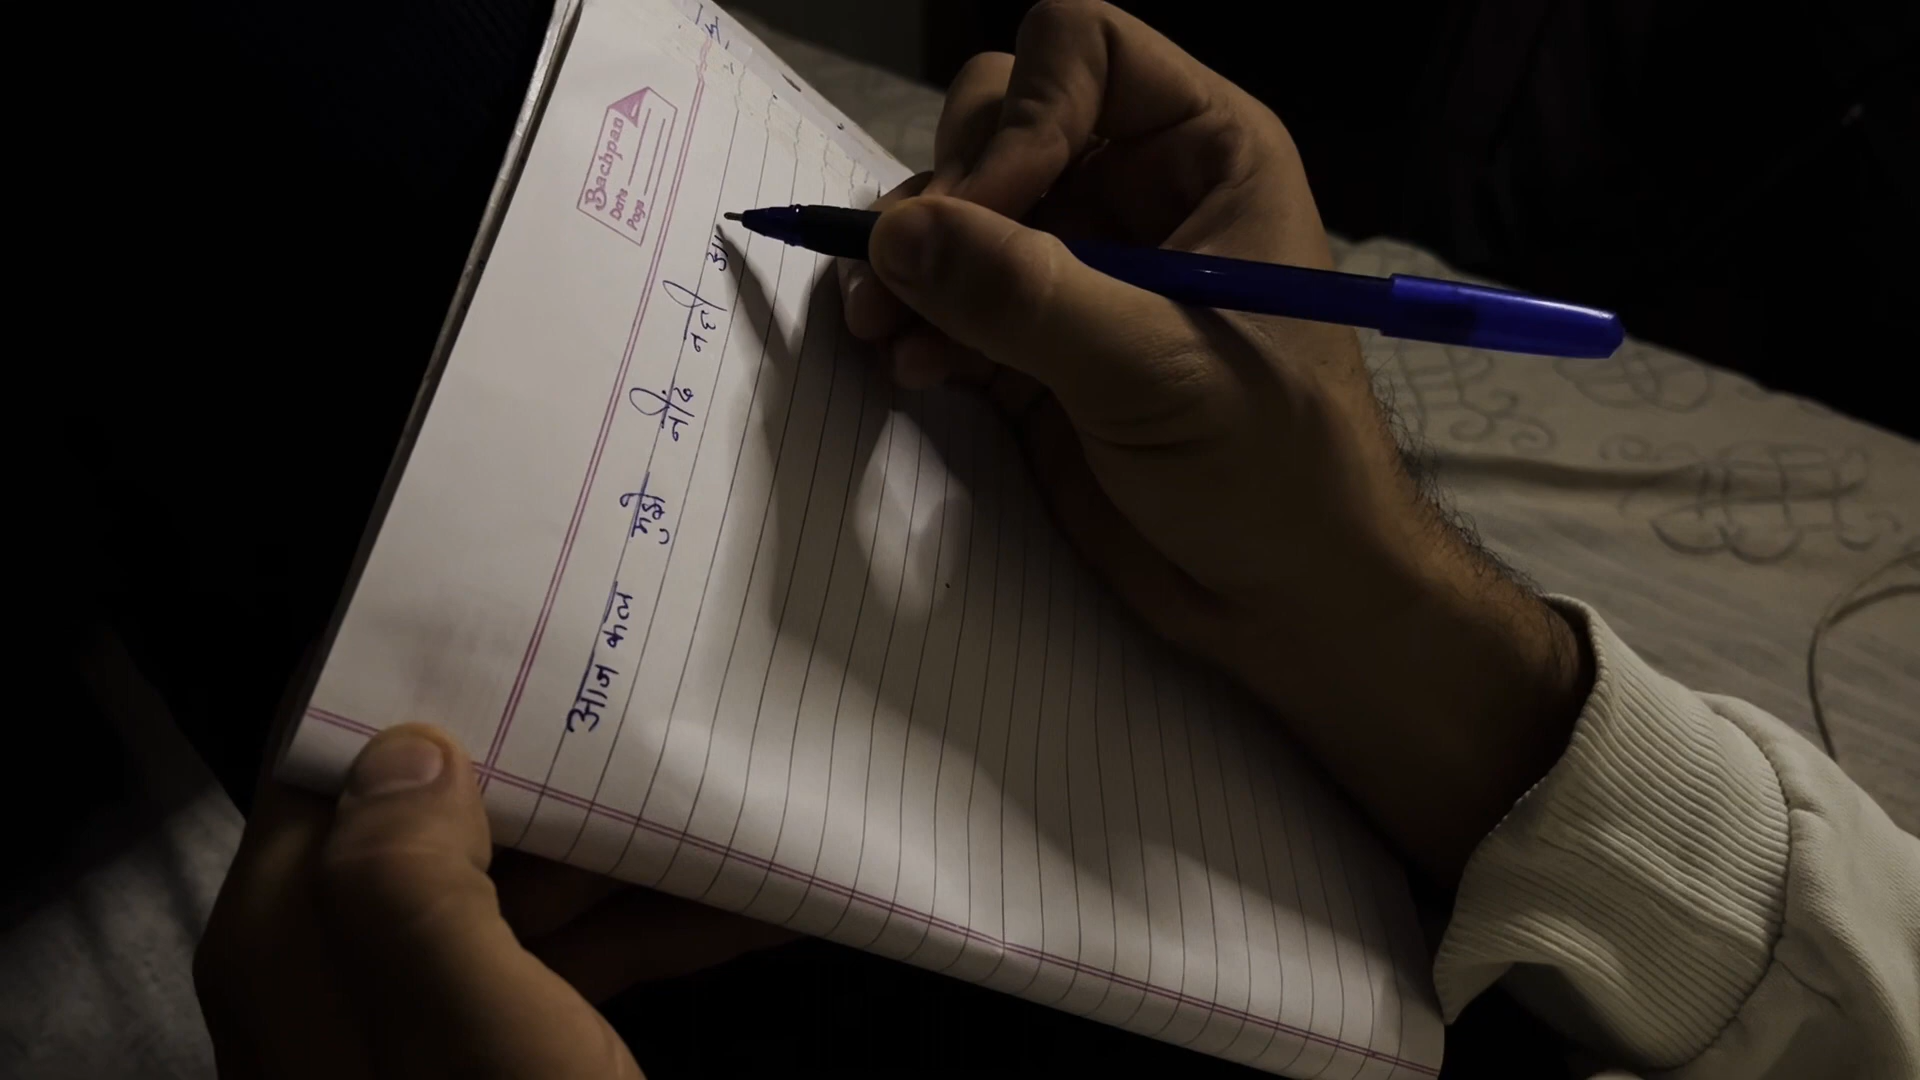 Bachpan
Date
Page
आज कल मुझे नींद नहीं आ